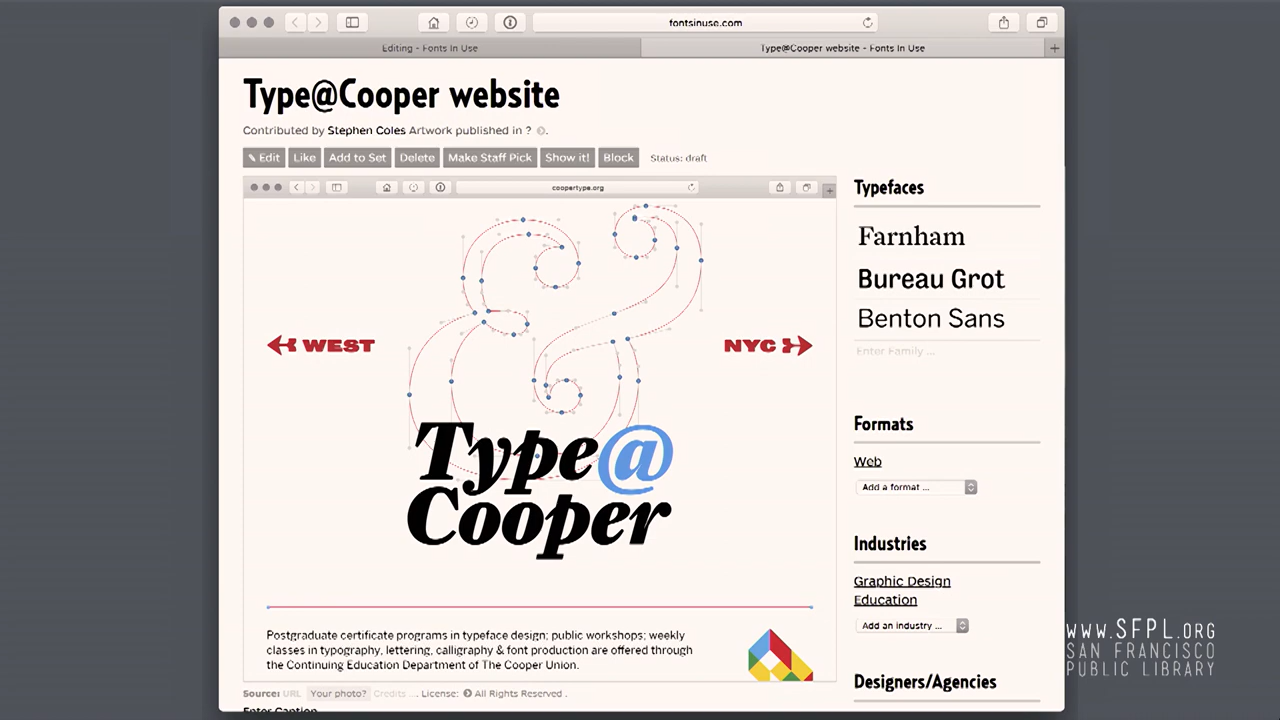 fontsinuse.com
Editing - Fonts In Use
Type@Cooper website - Fonts In Use
Type@Cooper website
Contributed by Stephen Coles Artwork published in ? .
Edit Like Add to Set Delete Make Staff Pick Show it! Block Status: draft
coopertype.org
WEST
NYC
Type@
Cooper
Postgraduate certificate programs in typeface design; public workshops; weekly
classes in typography, lettering, calligraphy & font production are offered through
the Continuing Education Department of The Cooper Union.
Source: URL Your photo? Credits ... License: All Rights Reserved .
Enter Caption
Typefaces
Farnham
Bureau Grot
Benton Sans
Enter Family ...
Formats
Web
Add a format ...
Industries
Graphic Design
Education
Add an industry ...
Designers/Agencies
www.SFPL.org
SAN FRANCISCO
PUBLIC LIBRARY